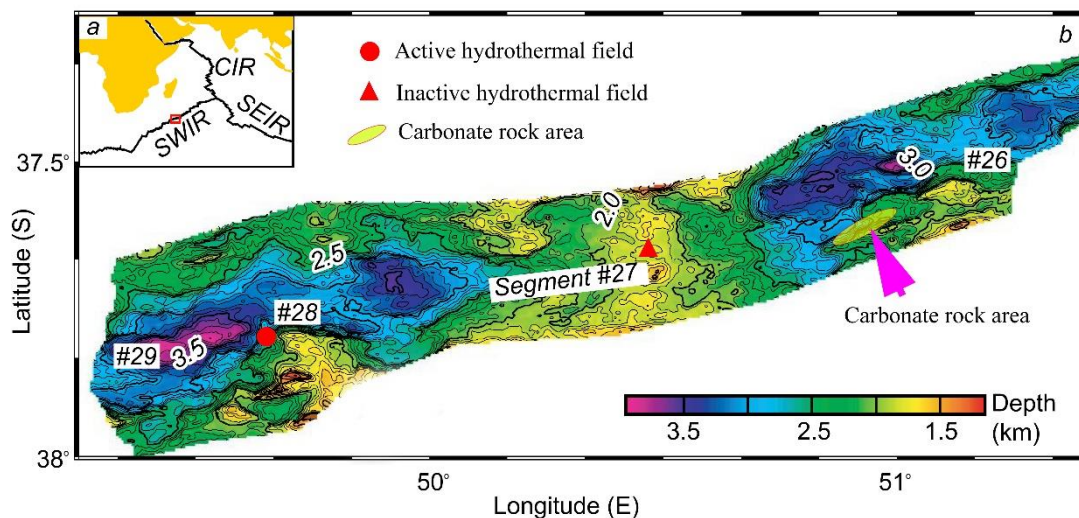 a
CIR
SWIR
SEIR
Active hydrothermal field
Inactive hydrothermal field
Carbonate rock area
b
37.5°
3.0
#26
2.0
2.5
Segment #27
#28
#29
3.5
Carbonate rock area
Depth
(km)
3.5
2.5
1.5
38°
50°
51°
Latitude (S)
Longitude (E)